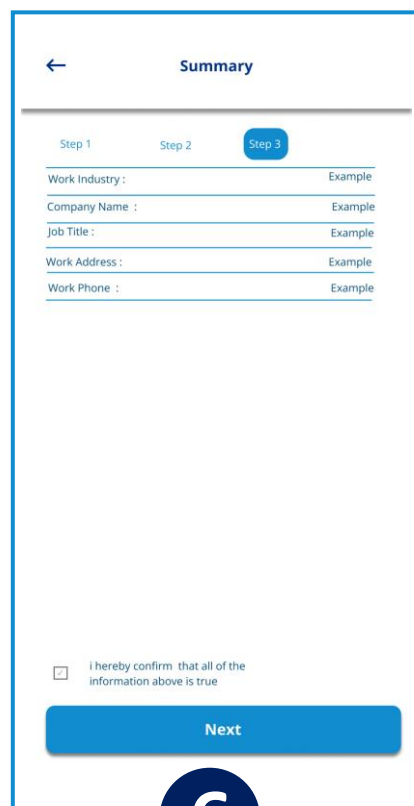 Summary
Step 1 Step 2 Step 3
Work Industry : Example
Company Name : Example
Job Title : Example
Work Address : Example
Work Phone : Example
i hereby confirm that all of the
information above is true
Next